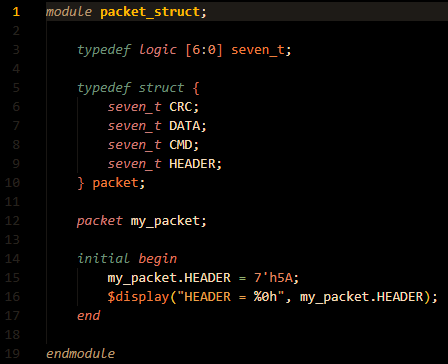 1 module packet_struct;
2
3 typedef logic [6:0] seven_t;
4
5 typedef struct {
6 seven_t CRC;
7 seven_t DATA;
8 seven_t CMD;
9 seven_t HEADER;
10 } packet;
11
12 packet my_packet;
13
14 initial begin
15 my_packet.HEADER = 7'h5A;
16 $display("HEADER = %0h", my_packet.HEADER);
17 end
18
19 endmodule